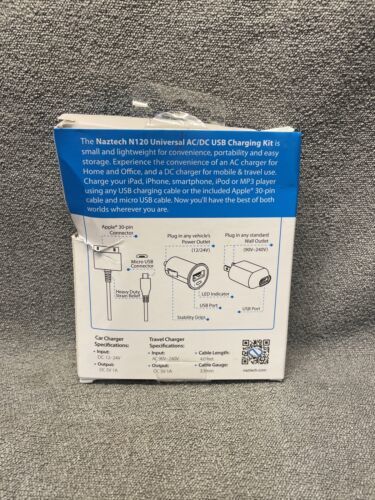 The Naztech N120 Universal AC/DC USB Charging Kit is
small and lightweight for convenience, portability and easy
storage. Experience the convenience of an AC charger for
Home and Office, and a DC charger for mobile & travel use.
Charge your iPad, iPhone, smartphone, iPod or MP3 player
using any USB charging cable or the included Apple® 30-pin
cable and micro USB cable. Now you'll have the best of both
worlds wherever you are.
Apple® 30-pin
Connector
Micro USB
Connector
Heavy Duty
Strain Relief
Plug in any vehicle's
Power Outlet
(12/24V)
LED Indicator
USB Port
Stability Grips
Plug in any standard
Wall Outlet
(90V~240V)
USB Port
Car Charger
Specifications:
• Input:
DC 12- 24V
• Output:
DC 5V 1A
Travel Charger
Specifications:
• Input:
AC 90V~240V
• Output:
DC 5V 1A
• Cable Length:
4.0 feet
• Cable Gauge:
naztech.com